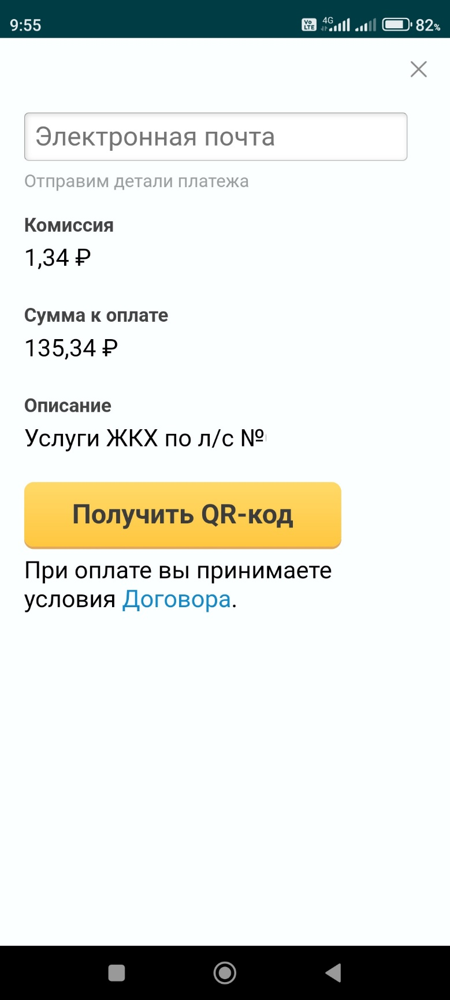 9:55
Vo LTE 4G 82%
Электронная почта
Отправим детали платежа
Комиссия
1,34 ₽
Сумма к оплате
135,34 ₽
Описание
Услуги ЖКХ по л/с №
Получить QR-код
При оплате вы принимаете
условия Договора.